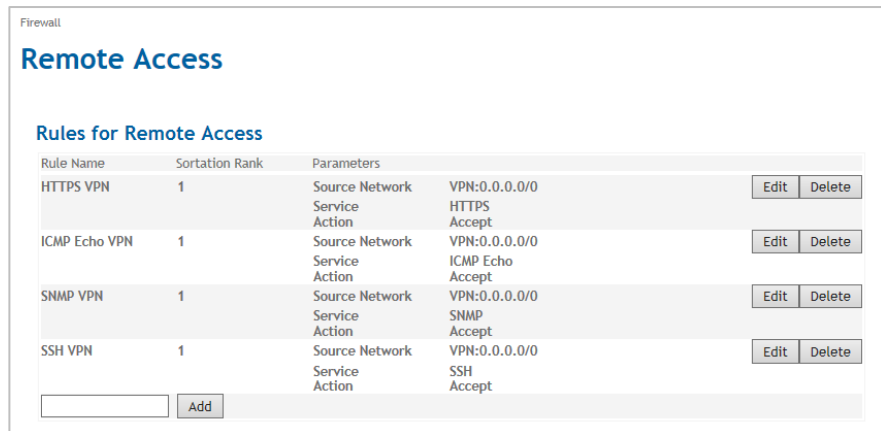 Firewall
Remote Access
Rules for Remote Access
Rule Name Sortation Rank Parameters
HTTPS VPN 1 Source Network VPN:0.0.0.0/0 Edit Delete
Service HTTPS
Action Accept
ICMP Echo VPN 1 Source Network VPN:0.0.0.0/0 Edit Delete
Service ICMP Echo
Action Accept
SNMP VPN 1 Source Network VPN:0.0.0.0/0 Edit Delete
Service SNMP
Action Accept
SSH VPN 1 Source Network VPN:0.0.0.0/0 Edit Delete
Service SSH
Action Accept
Add